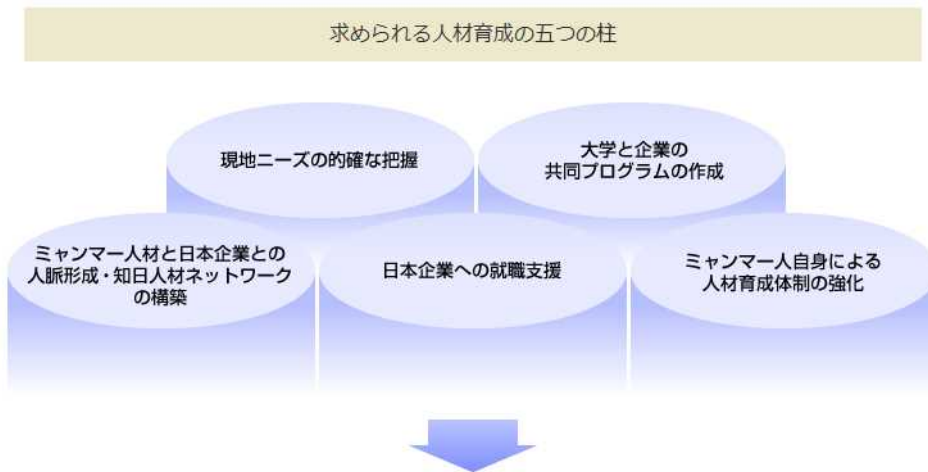 求められる人材育成の五つの柱
現地ニーズの的確な把握
大学と企業の
共同プログラムの作成
ミャンマー人材と日本企業との
人脈形成・知日人材ネットワーク
の構築
日本企業への就職支援
ミャンマー人自身による
人材育成体制の強化